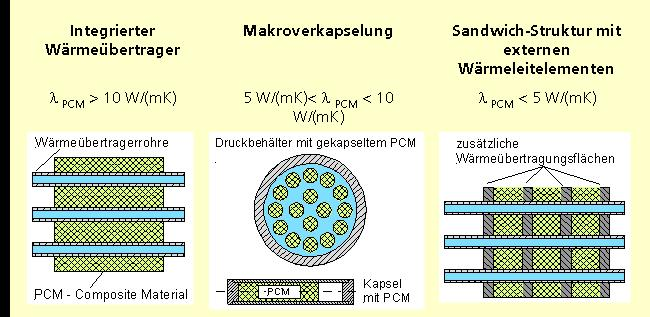 Integrierter
Wärmeübertrager
λ PCM > 10 W/(mK)
Wärmeübertragerrohre
PCM - Composite Material
Makroverkapselung
5 W/(mK)< λ PCM < 10
W/(mK)
Druckbehälter mit gekapseltem PCM
PCM
Kapsel
mit PCM
Sandwich-Struktur mit
externen
Wärmeleitelementen
λ PCM < 5 W/(mK)
zusätzliche
Wärmeübertragungsflächen